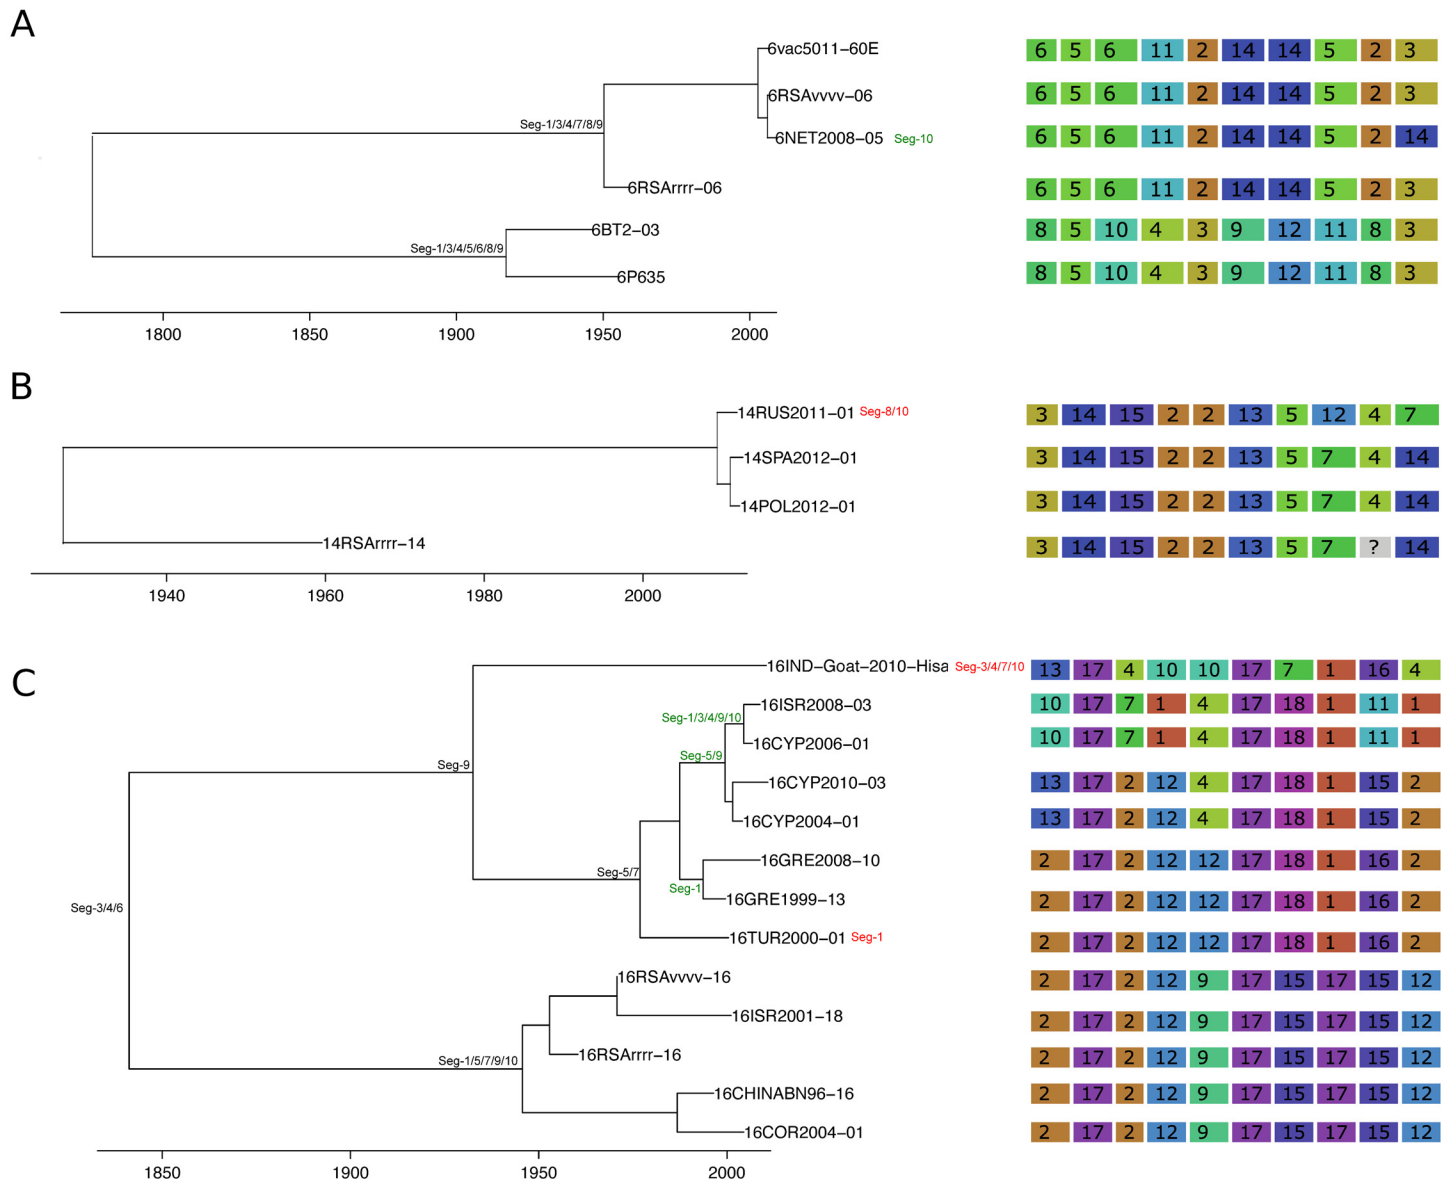 A
6vac5011-60E 6 5 6 11 2 14 14 5 2 3
6RSAvvvv-06 6 5 6 11 2 14 14 5 2 3
Seg-1/3/4/7/8/9
6NET2008-05 Seg-10 6 5 6 11 2 14 14 5 2 14
6RSArrrr-06 6 5 6 11 2 14 14 5 2 3
6BT2-03 8 5 10 4 3 9 12 11 8 3
Seg-1/3/4/5/6/8/9
6P635 8 5 10 4 3 9 12 11 8 3
1800 1850 1900 1950 2000
B
14RUS2011-01 Seg-8/10 3 14 15 2 2 13 5 12 4 7
14SPA2012-01 3 14 15 2 2 13 5 7 4 14
14POL2012-01 3 14 15 2 2 13 5 7 4 14
14RSArrrr-14 3 14 15 2 2 13 5 7 ? 14
1940 1960 1980 2000
C
16IND-Goat-2010-Hisa Seg-3/4/7/10 13 17 4 10 10 17 7 1 16 4
16ISR2008-03 10 17 7 1 4 17 18 1 11 1
Seg-1/3/4/9/10
16CYP2006-01 10 17 7 1 4 17 18 1 11 1
Seg-5/9
Seg-9
16CYP2010-03 13 17 2 12 4 17 18 1 15 2
16CYP2004-01 13 17 2 12 4 17 18 1 15 2
16GRE2008-10 2 17 2 12 12 17 18 1 16 2
Seg-5/7
Seg-1
16GRE1999-13 2 17 2 12 12 17 18 1 16 2
Seg-3/4/6
16TUR2000-01 Seg-1 2 17 2 12 12 17 18 1 16 2
16RSAvvvv-16 2 17 2 12 9 17 15 17 15 12
16ISR2001-18 2 17 2 12 9 17 15 17 15 12
16RSArrrr-16 2 17 2 12 9 17 15 17 15 12
Seg-1/5/7/9/10
16CHINABN96-16 2 17 2 12 9 17 15 17 15 12
16COR2004-01 2 17 2 12 9 17 15 17 15 12
1850 1900 1950 2000